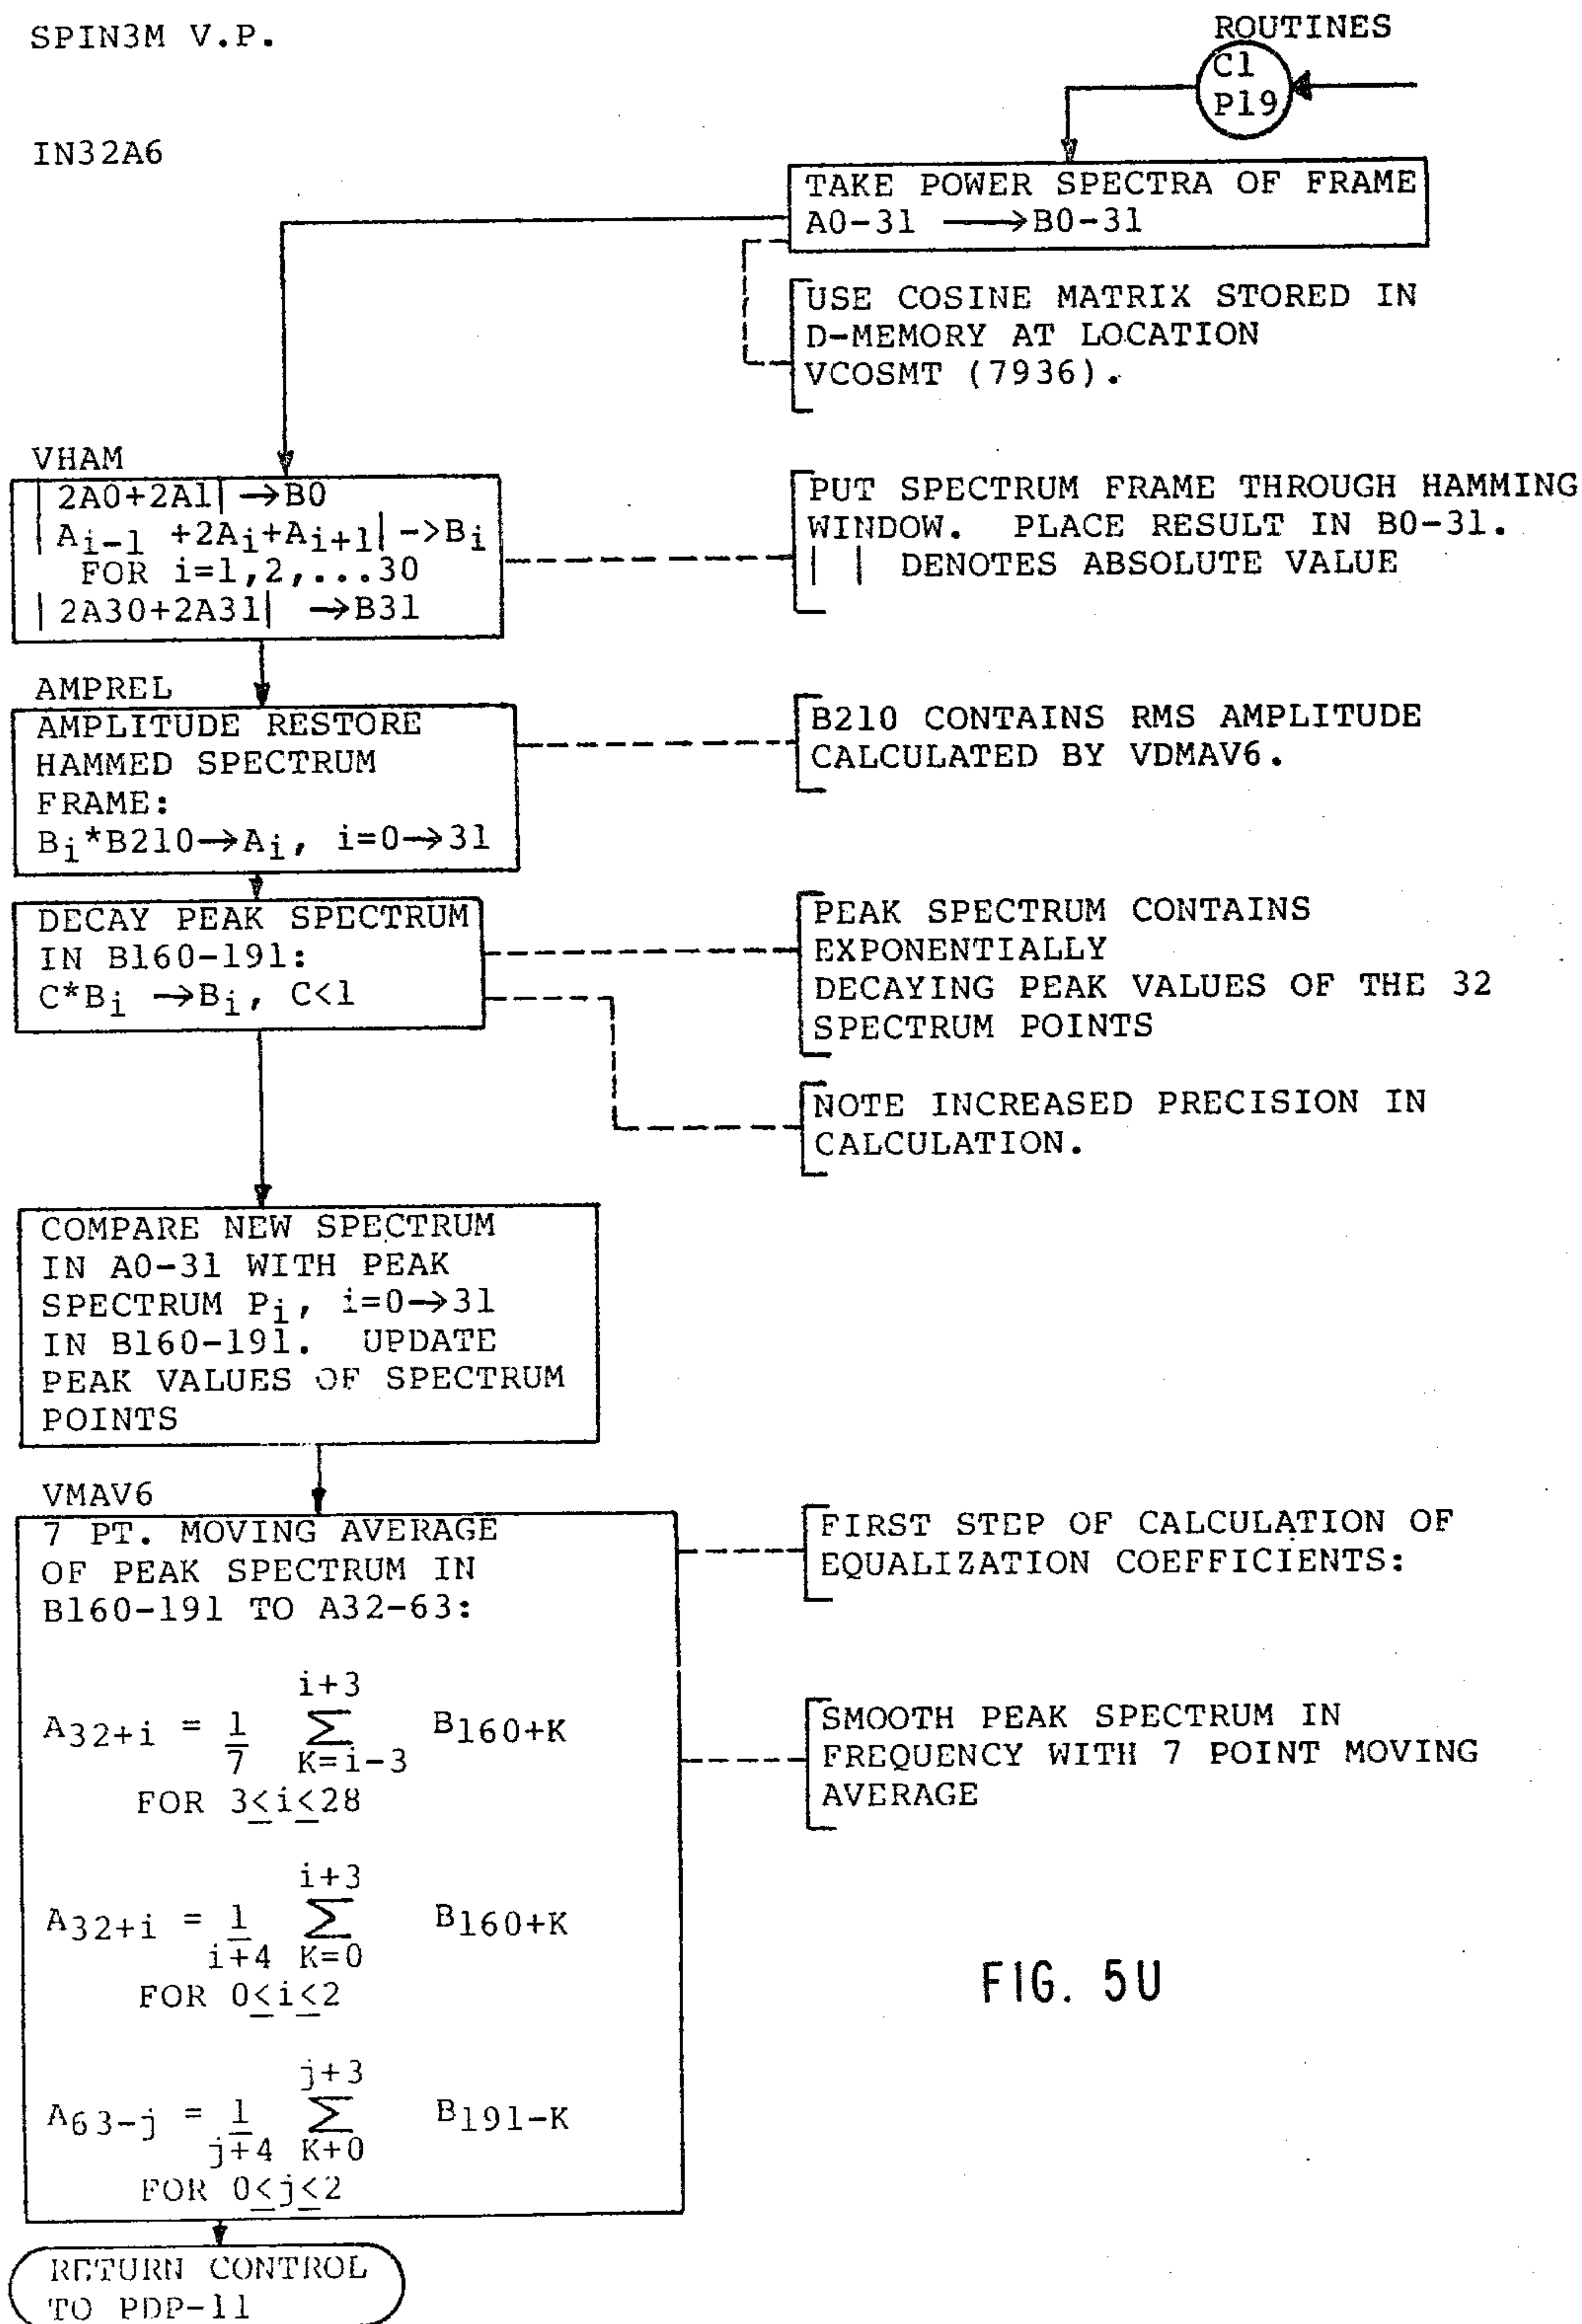 SPIN3M V.P.
ROUTINES
C1
P19
IN32A6
TAKE POWER SPECTRA OF FRAME
A0-31 ⟶B0-31
USE COSINE MATRIX STORED IN
D-MEMORY AT LOCATION
VCOSMT (7936).
VHAM
|2A0+2A1|→B0
|Ai-1 +2Ai+Ai+1|->Bi
FOR i=1,2,...30
|2A30+2A31| →B31
PUT SPECTRUM FRAME THROUGH HAMMING
WINDOW. PLACE RESULT IN B0-31.
| | DENOTES ABSOLUTE VALUE
AMPREL
AMPLITUDE RESTORE
HAMMED SPECTRUM
FRAME:
Bi*B210→Ai, i=0→31
B210 CONTAINS RMS AMPLITUDE
CALCULATED BY VDMAV6.
DECAY PEAK SPECTRUM
IN B160-191:
C*Bi →Bi, C<1
PEAK SPECTRUM CONTAINS
EXPONENTIALLY
DECAYING PEAK VALUES OF THE 32
SPECTRUM POINTS
NOTE INCREASED PRECISION IN
CALCULATION.
COMPARE NEW SPECTRUM
IN A0-31 WITH PEAK
SPECTRUM Pi, i=0→31
IN B160-191. UPDATE
PEAK VALUES OF SPECTRUM
POINTS
VMAV6
7 PT. MOVING AVERAGE
OF PEAK SPECTRUM IN
B160-191 TO A32-63:
FIRST STEP OF CALCULATION OF
EQUALIZATION COEFFICIENTS:
i+3
A32+i = 1 ∑ B160+K
7 K=i-3
FOR 3≤i≤28
SMOOTH PEAK SPECTRUM IN
FREQUENCY WITH 7 POINT MOVING
AVERAGE
i+3
A32+i = 1 ∑ B160+K
i+4 K=0
FOR 0≤i≤2
j+3
A63-j = 1 ∑ B191-K
j+4 K+0
FOR 0≤j≤2
FIG. 5U
RETURN CONTROL
TO PDP-11